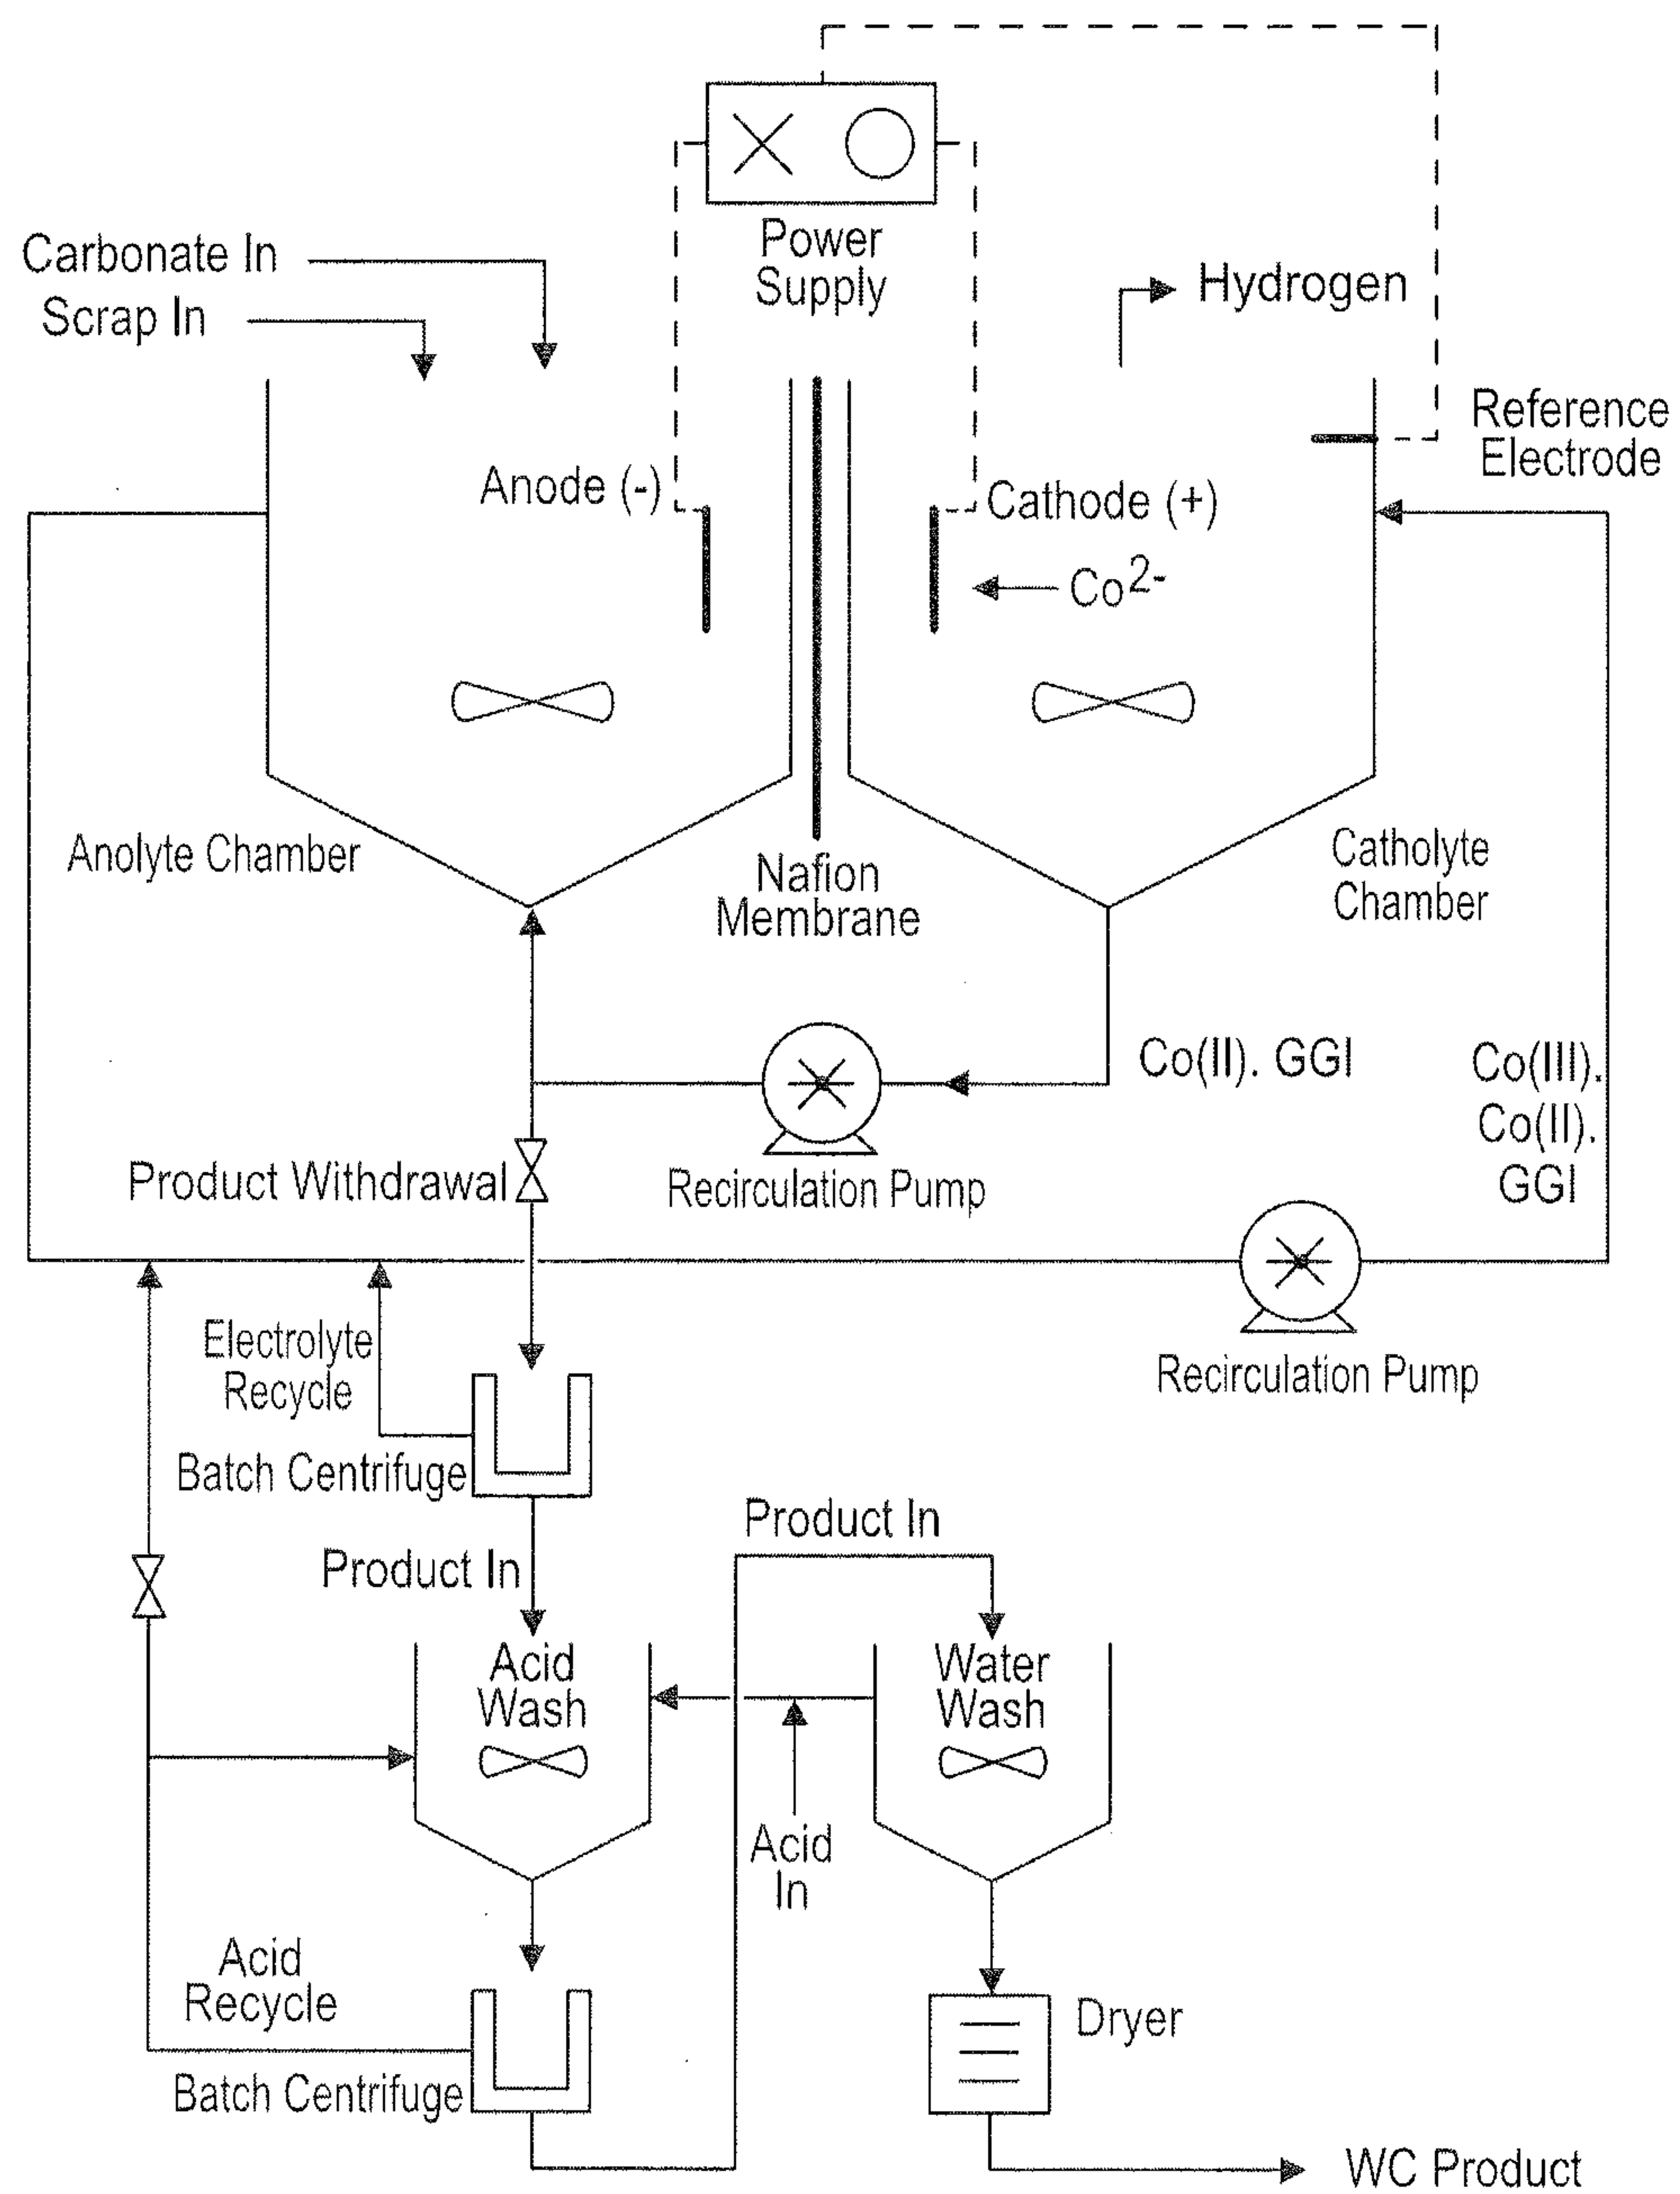 Power
Supply
Carbonate In
Scrap In
Hydrogen
Reference
Electrode
Anode (-)
Cathode (+)
Co2-
Anolyte Chamber
Nafion
Membrane
Catholyte
Chamber
Co(II). GGI
Co(III).
Co(II).
GGI
Product Withdrawal
Recirculation Pump
Recirculation Pump
Electrolyte
Recycle
Batch Centrifuge
Product In
Product In
Acid
Wash
Water
Wash
Acid
In
Acid
Recycle
Dryer
Batch Centrifuge
WC Product